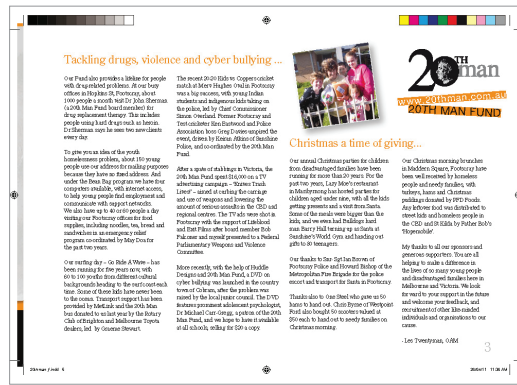 Tackling drugs, violence and cyber bullying ...
Our Fund also provides a lifeline for people
with drug-related problems. At our busy
offices in Hopkins St, Footscray, about
1000 people a month visit Dr John Sherman
(a 20th Man Fund board member) for
drug replacement therapy. This includes
people using hard drugs such as heroin.
Dr Sherman says he sees two new clients
every day.
To give you an idea of the youth
homelessness problem, about 150 young
people use our address for mailing purposes
because they have no fixed address. And
under the Bean Bag program we have four
computers available, with internet access,
to help young people find employment and
communicate with support networks.
We also have up to 40 or 50 people a day
visiting our Footscray offices for food
supplies, including noodles, tea, bread and
sandwiches in an emergency relief
program co-ordinated by May Doa for
the past two years.
Our surfing day – Go Ride A Wave – has
been running for five years now, with
60 to 100 youths from different cultural
backgrounds heading to the surf coast each
time. Some of these kids have never been
to the ocean. Transport support has been
provided by MetLink and the 20th Man
bus donated to us last year by the Rotary
Club of Brighton and Melbourne Toyota
dealers, led by Graeme Stewart.
The recent 20-20 Kids vs Coppers cricket
match at Merv Hughes Oval in Footscray
was a big success, with young Indian
students and indigenous kids taking on
the police, led by Chief Commissioner
Simon Overland. Former Footscray and
Test cricketer Ken Eastwood and Police
Association boss Greg Davies umpired the
event, driven by Keiran Atkins of Sunshine
Police, and co-ordinated by the 20th Man
Fund.
After a spate of stabbings in Victoria, the
20th Man Fund spent $16,000 on a TV
advertising campaign –
– aimed at curbing the carriage
and use of weapons and lowering the
amount of serious assaults in the CBD and
regional centres. The TV ads were shot in
Footscray with the support of Labelloid
and Exit Films after board member Bob
Falconer and myself presented to a Federal
Parliamentary Weapons and Violence
Committee.
More recently, with the help of Huddle
Designs and 20th Man Fund, a DVD on
cyber bullying was launched in the country
town of Cobram, after the problem was
raised by the local junior council. The DVD
features prominent adolescent psychologist,
Dr Michael Carr-Gregg, a patron of the 20th
Man Fund, and we hope to have it available
at all schools, selling for $20 a copy.
20TH man
www.20thman.com.au
20TH MAN FUND
Christmas a time of giving...
Our annual Christmas parties for children
from disadvantaged families have been
running for more than 20 years. For the
past two years, Lazy Moe's restaurant
in Maribyrnong has hosted parties for
children aged under nine, with all the kids
getting presents and a visit from Santa.
Some of the meals were bigger than the
kids, and we even had Bulldogs hard
man Barry Hall turning up as Santa at
Saunder's World Gym and handing out
gifts to 80 teenagers.
Our thanks to Snr Sgt Ian Brown of
Footscray Police and Howard Bishop of the
Metropolitan Fire Brigade for the police
escort and transport for Santa in Footscray.
Thanks also to One Steel who gave us 50
hams to hand out. Chris Byrne of Westpoint
Ford also bought 50 scooters valued at
$50 each to hand out to needy families on
Christmas morning.
Our Christmas morning brunches
in Madden Square, Footscray have
been well received by homeless
people and needy families, with
turkeys, hams and Christmas
puddings donated by PFD Foods.
Any leftover food was distributed to
street kids and homeless people in
the CBD and St Kilda by Father Bob's
'Hopemobile'.
My thanks to all our sponsors and
generous supporters. You are all
helping to make a difference in
the lives of so many young people
and disadvantaged families here in
Melbourne and Victoria. We look
forward to your support in the future
and welcome your feedback, and
recruitment of other like-minded
individuals and organisations to our
cause.
- Les Twentyman, OAM
3